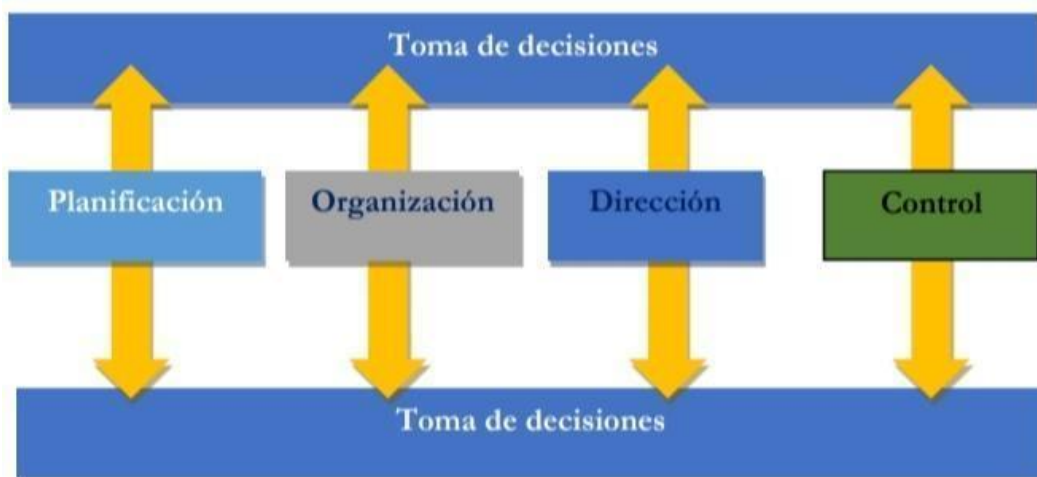 Toma de decisiones
Planificación
Organización
Dirección
Control
Toma de decisiones